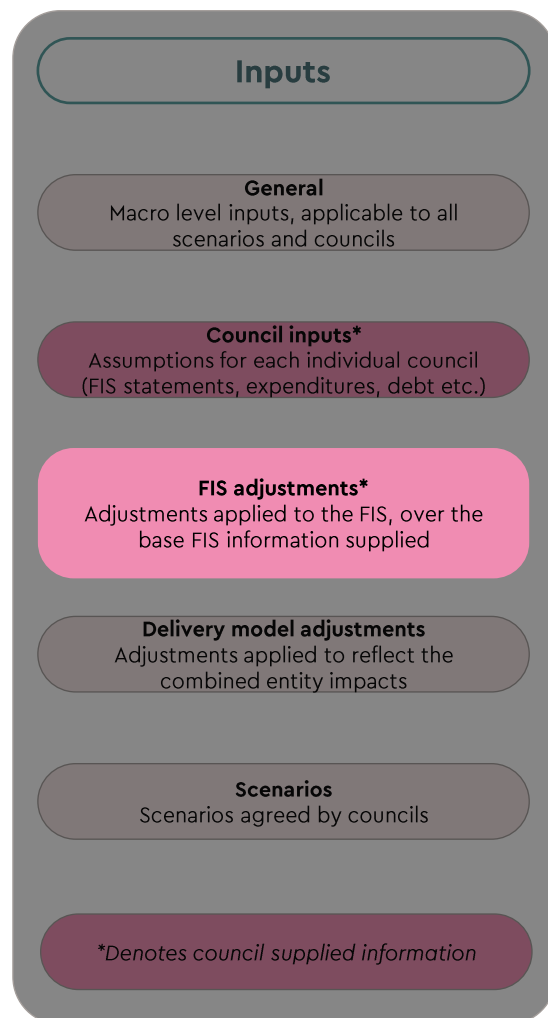 Inputs
General
Macro level inputs, applicable to all
scenarios and councils
Council inputs*
Assumptions for each individual council
(FIS statements, expenditures, debt etc.)
FIS adjustments*
Adjustments applied to the FIS, over the
base FIS information supplied
Delivery model adjustments
Adjustments applied to reflect the
combined entity impacts
Scenarios
Scenarios agreed by councils
*Denotes council supplied information